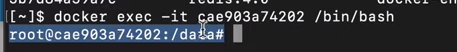 [~]$ docker exec -it cae903a74202 /bin/bash
root@cae903a74202:/data#